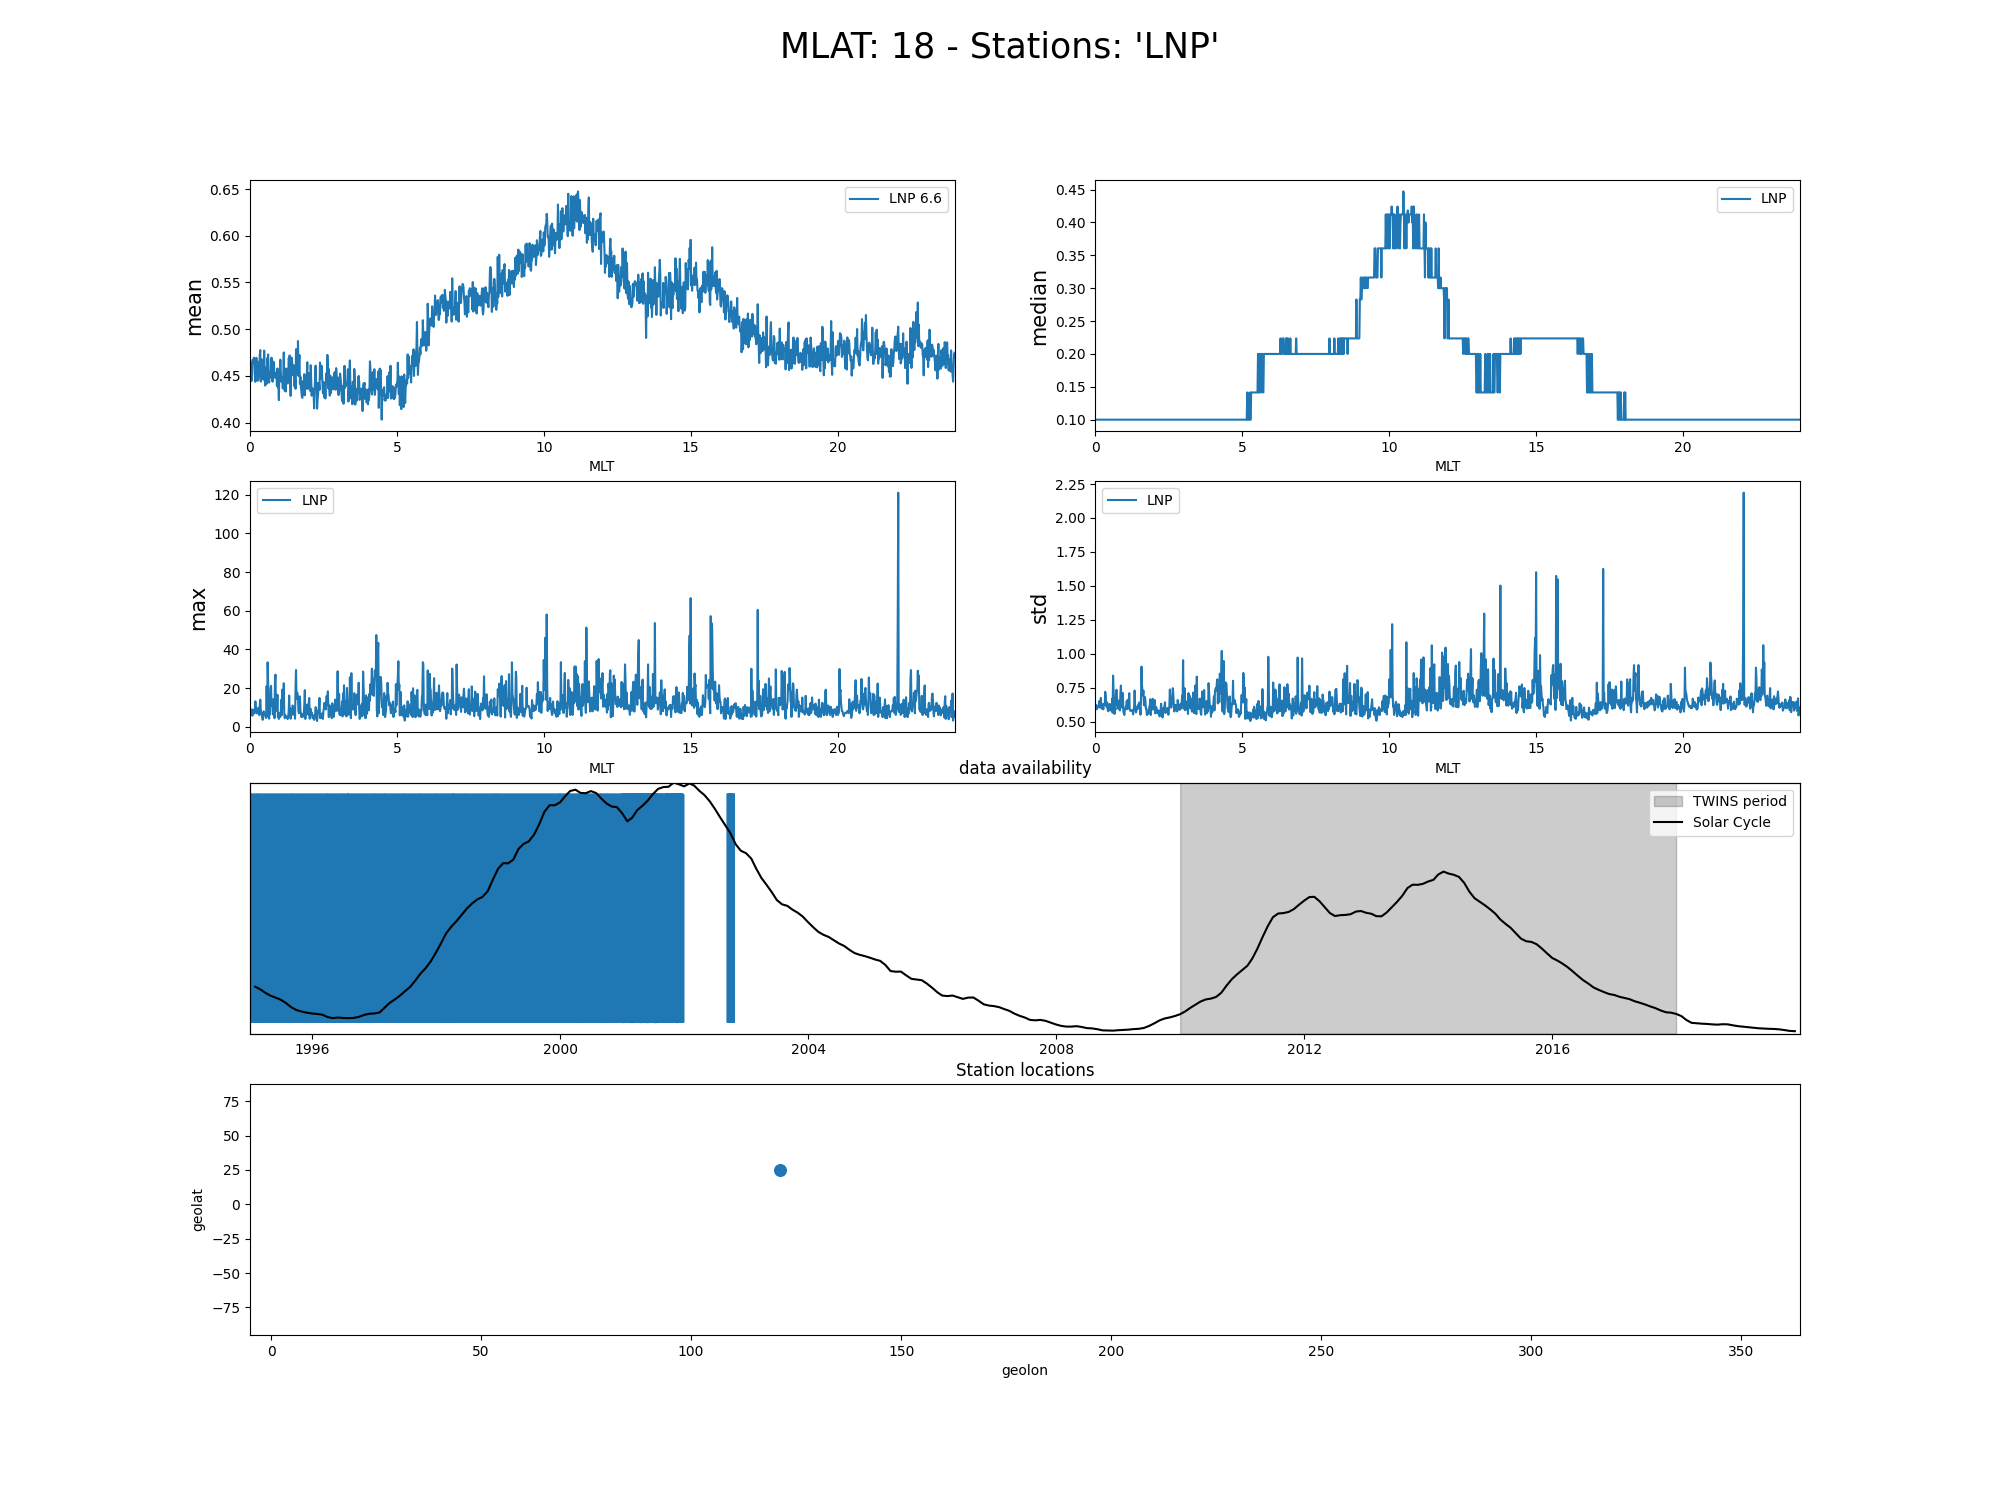 MLAT: 18 - Stations: 'LNP'
mean
0.65
0.60
0.55
0.50
0.45
0.40
LNP 6.6
0 5 10 15 20
MLT
median
0.45
0.40
0.35
0.30
0.25
0.20
0.15
0.10
LNP
0 5 10 15 20
MLT
max
120
100
80
60
40
20
0
LNP
0 5 10 15 20
MLT
std
2.25
2.00
1.75
1.50
1.25
1.00
0.75
0.50
LNP
0 5 10 15 20
MLT
data availability
TWINS period
Solar Cycle
1996 2000 2004 2008 2012 2016
Station locations
geolat
75
50
25
0
−25
−50
−75
0 50 100 150 200 250 300 350
geolon